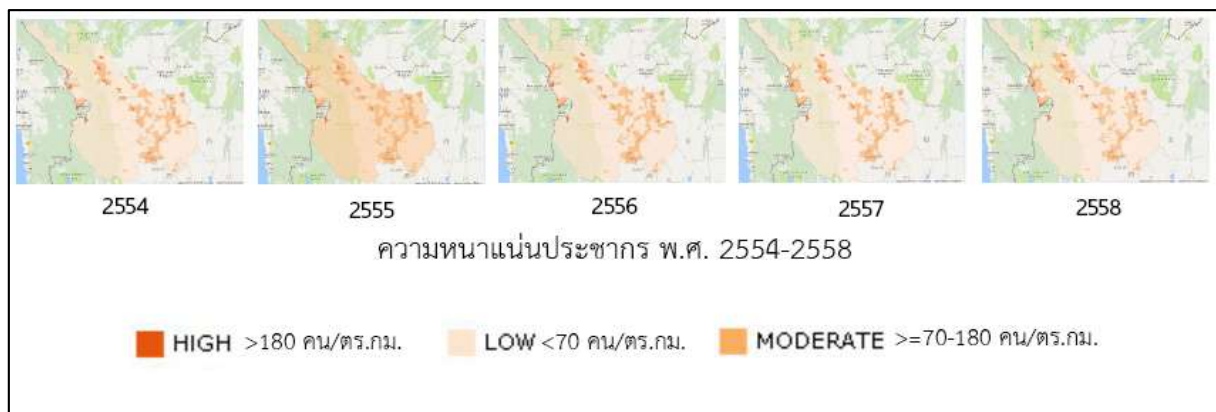 2554 2555 2556 2557 2558
ความหนาแน่นประชากร พ.ศ. 2554-2558
HIGH >180 คน/ตร.กม. LOW <70 คน/ตร.กม. MODERATE >=70-180 คน/ตร.กม.